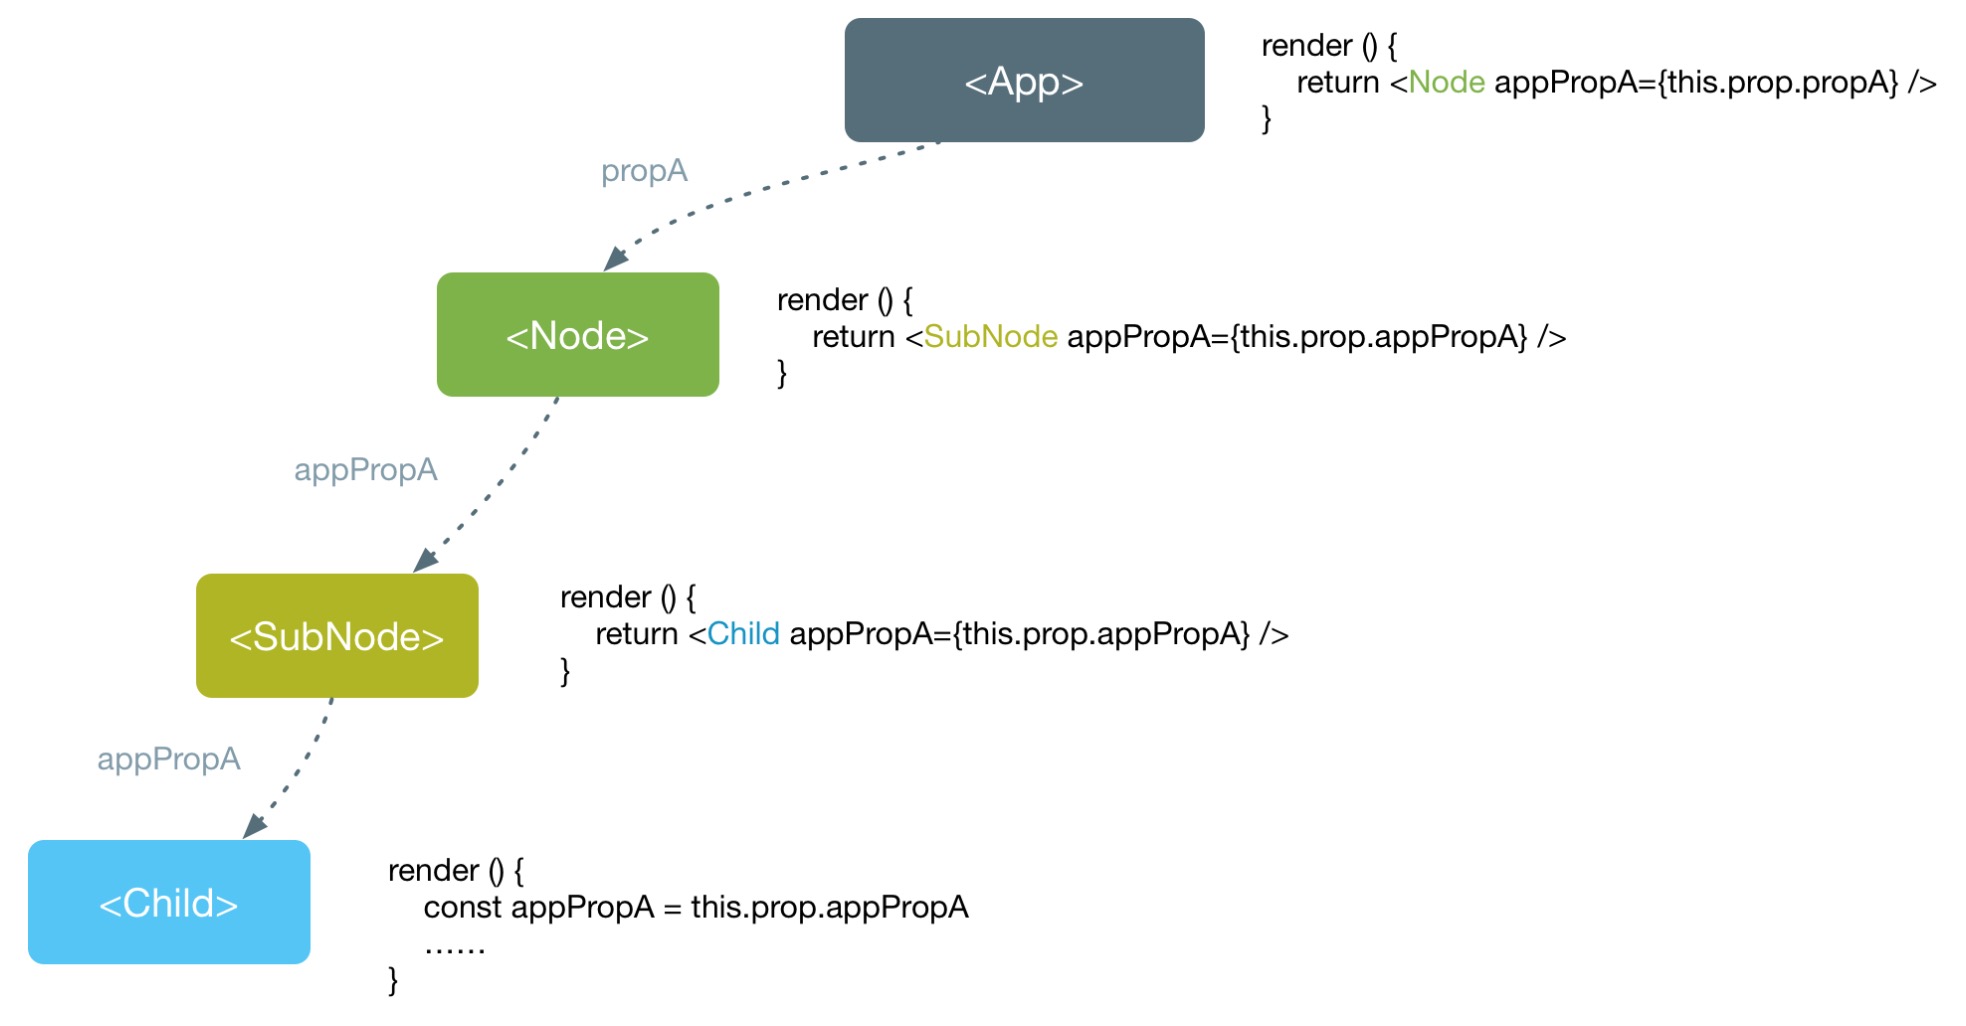 <App>
render () {
return <Node appPropA={this.prop.propA} />
}
propA
<Node>
render () {
return <SubNode appPropA={this.prop.appPropA} />
}
appPropA
<SubNode>
render () {
return <Child appPropA={this.prop.appPropA} />
}
appPropA
<Child>
render () {
const appPropA = this.prop.appPropA
......
}